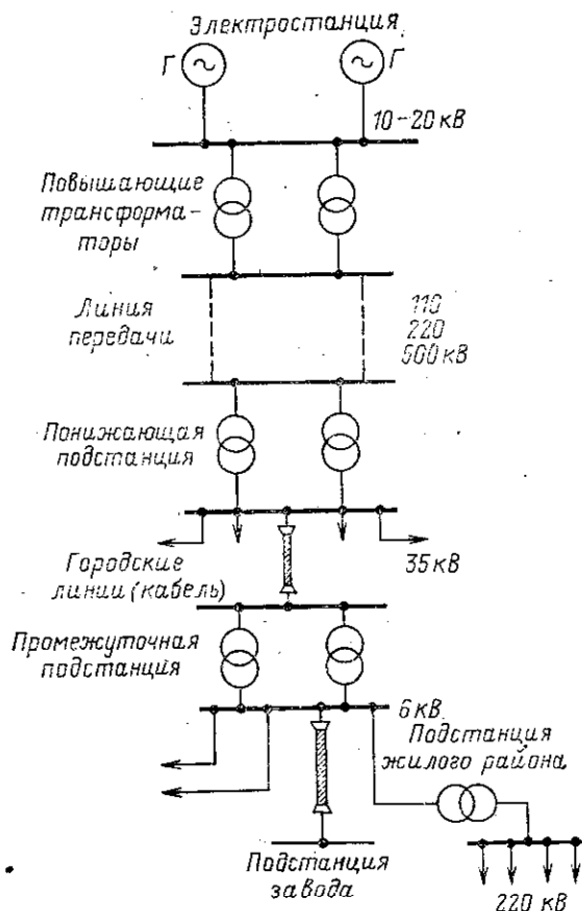 Электростанция
Г
Г
10-20 кВ
Повышающие
трансформа-
торы
Линия
передачи
110
220
500 кВ
Понижающая
подстанция
35 кВ
Городские
линии (кабель)
Промежуточная
подстанция
6 кВ
Подстанция
жилого района
Подстанция
завода
220 кВ